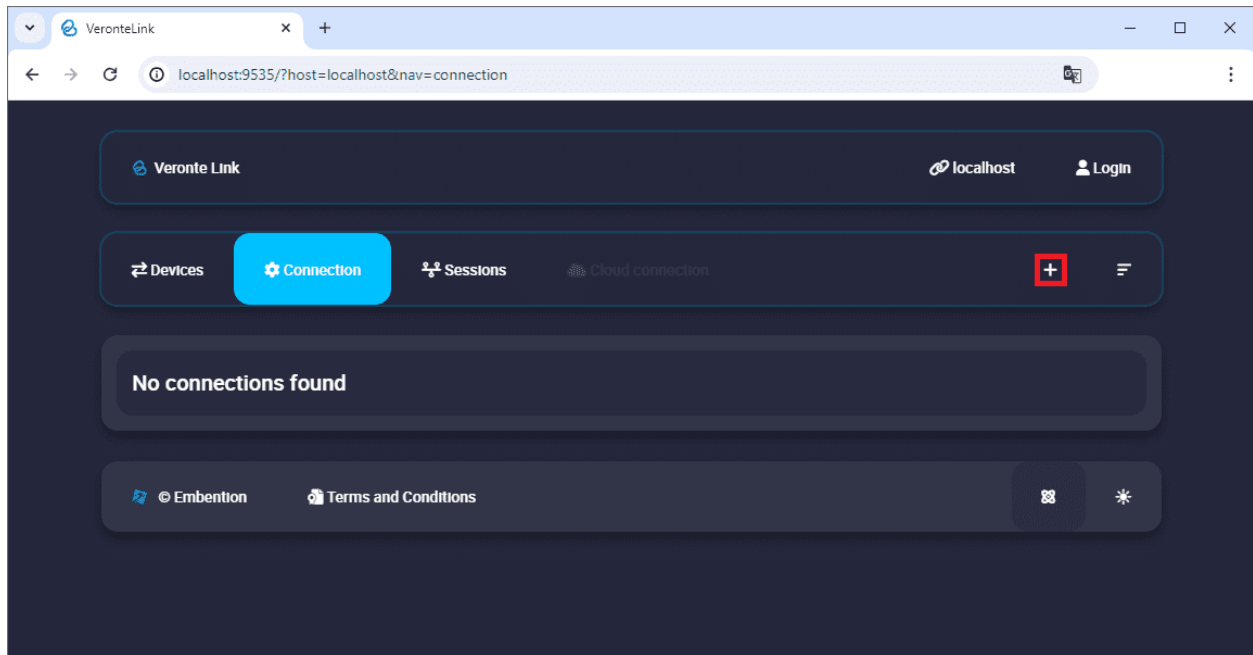 VeronteLink
localhost:9535/?host=localhost&nav=connection
Veronte Link
localhost
Login
Devices
Connection
Sessions
Cloud connection
No connections found
© Embention
Terms and Conditions